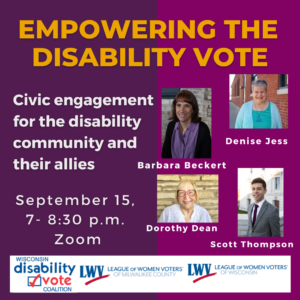 EMPOWERING THE
DISABILITY VOTE
Civic engagement
for the disability
community and
their allies
Denise Jess
Barbara Beckert
September 15,
7- 8:30 p.m.
Zoom
Dorothy Dean
Scott Thompson
WISCONSIN
disability
vote
COALITION
LWV
LEAGUE OF WOMEN VOTERS®
OF MILWAUKEE COUNTY
LWV
LEAGUE OF WOMEN VOTERS®
OF WISCONSIN